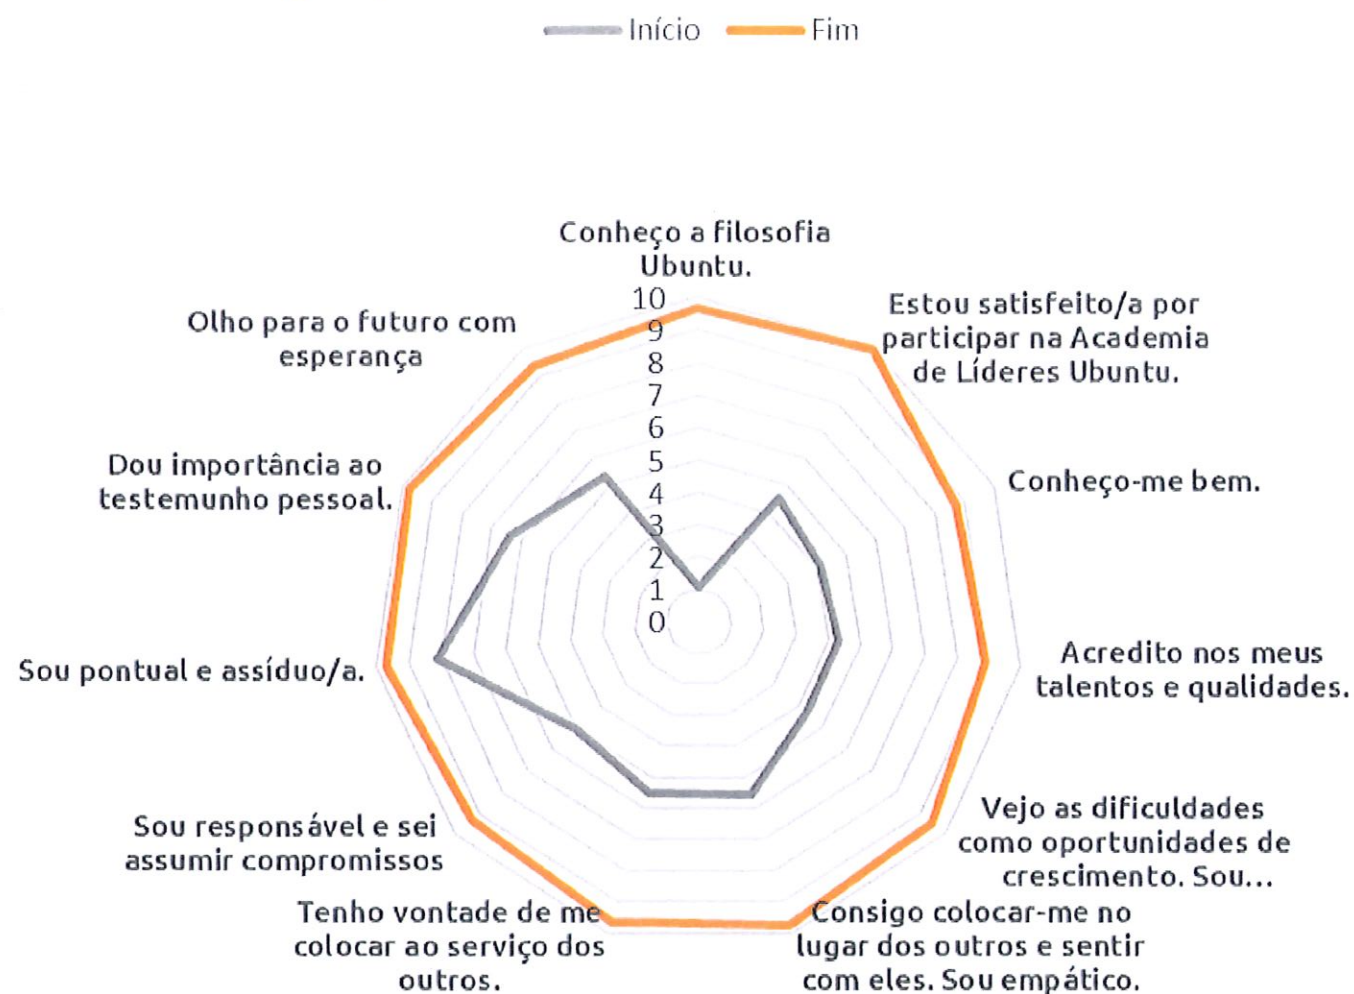 Início Fim
Conheço a filosofia
Ubuntu.
Estou satisfeito/a por
participar na Academia
de Líderes Ubuntu.
Conheço-me bem.
Acredito nos meus
talentos e qualidades.
Vejo as dificuldades
como oportunidades de
crescimento. Sou...
Consigo colocar-me no
lugar dos outros e sentir
com eles. Sou empático.
Tenho vontade de me
colocar ao serviço dos
outros.
Sou responsável e sei
assumir compromissos
Sou pontual e assíduo/a.
Dou importância ao
testemunho pessoal.
Olho para o futuro com
esperança
10
9
8
7
6
5
4
3
2
1
0